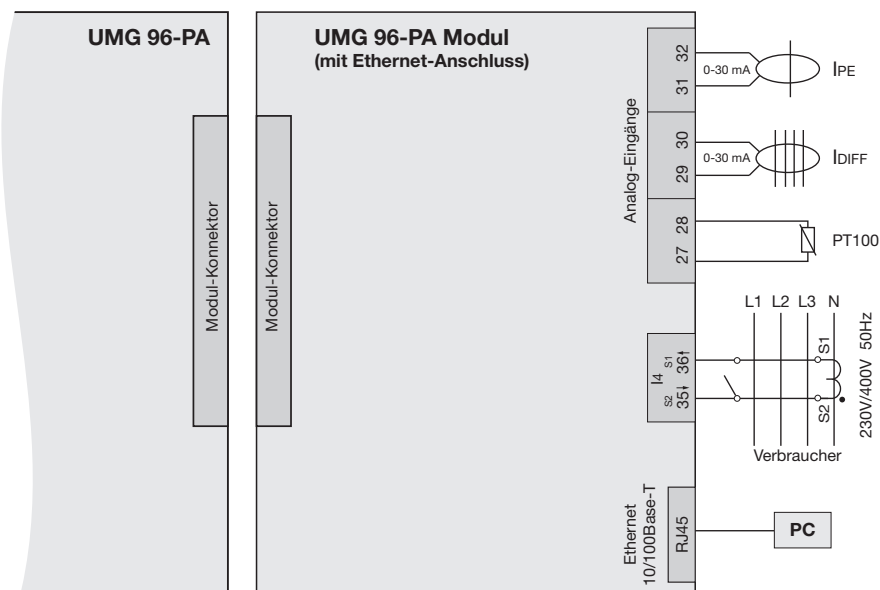 UMG 96-PA
UMG 96-PA Modul
(mit Ethernet-Anschluss)
Modul-Konnektor
Modul-Konnektor
Analog-Eingänge
32
31
0-30 mA
IPE
30
29
0-30 mA
IDIFF
28
27
PT100
L1 L2 L3 N
I4
S1
36
S2
35
S1
S2
230V/400V 50Hz
Verbraucher
Ethernet
10/100Base-T
RJ45
PC